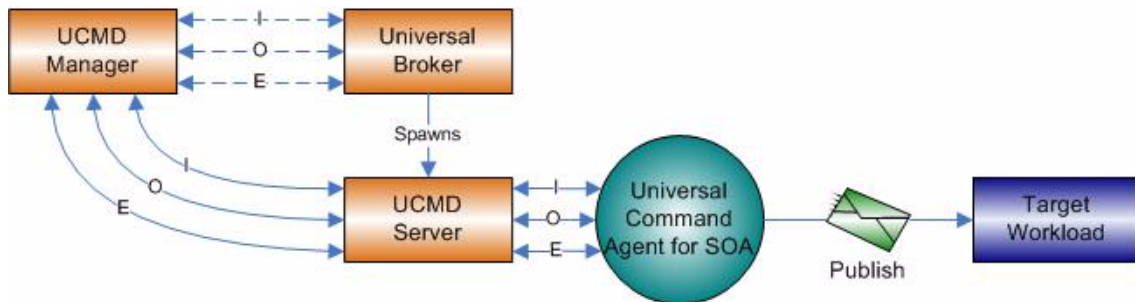 UCMD
Manager
I
O
E
Universal
Broker
Spawns
I
O
E
UCMD
Server
I
O
E
Universal
Command
Agent for SOA
Publish
Target
Workload